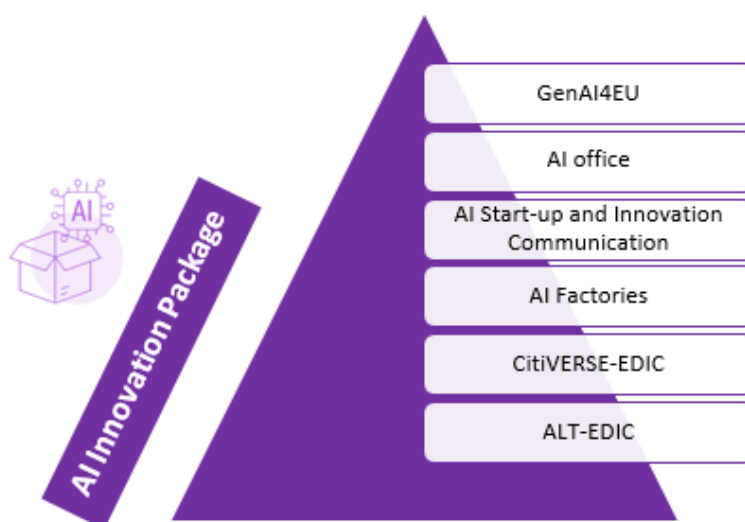 GenAI4EU
AI office
AI
AI Start-up and Innovation
Communication
AI Innovation Package
AI Factories
CitiVERSE-EDIC
ALT-EDIC